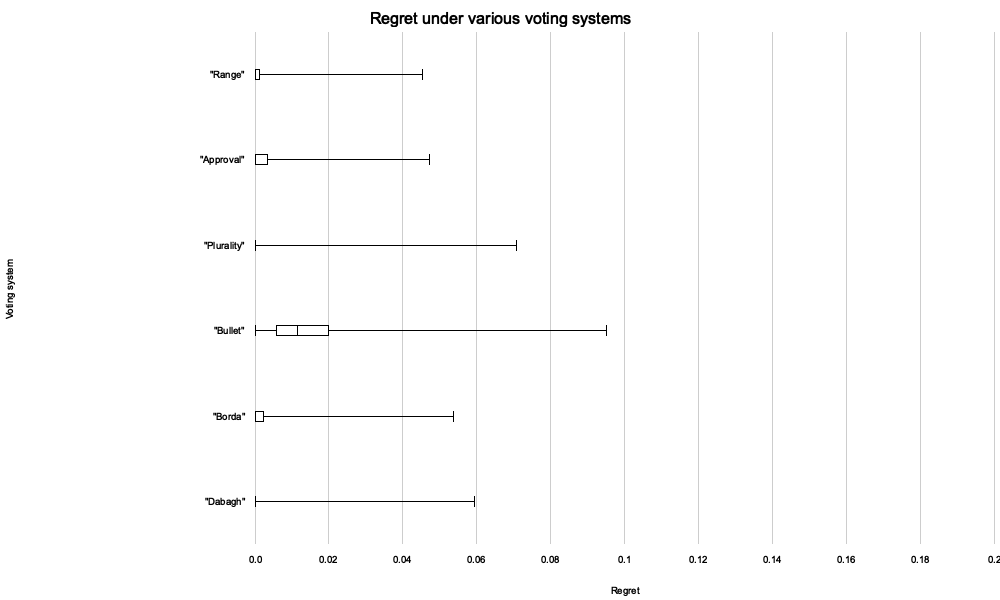 Regret under various voting systems
"Range"
"Approval"
"Plurality"
"Bullet"
"Borda"
"Dabagh"
Voting system
0.0 0.02 0.04 0.06 0.08 0.1 0.12 0.14 0.16 0.18 0.2
Regret